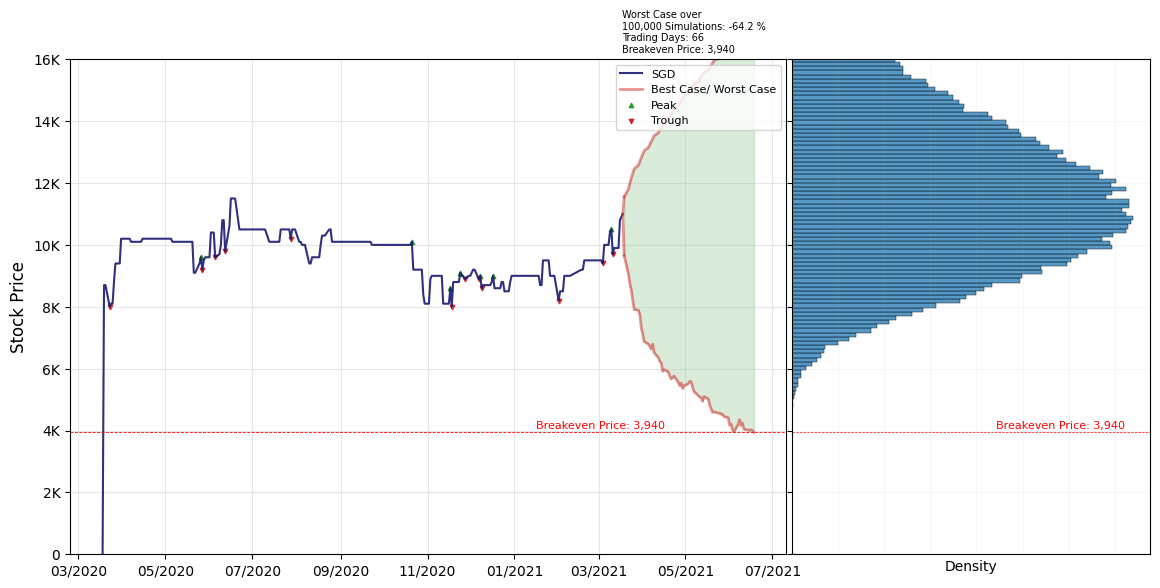 Worst Case over
100,000 Simulations: -64.2 %
Trading Days: 66
Breakeven Price: 3,940
16K
14K
12K
10K
8K
6K
4K
2K
0
Stock Price
SGD
Best Case/ Worst Case
Peak
Trough
Breakeven Price: 3,940
Breakeven Price: 3,940
03/2020
05/2020
07/2020
09/2020
11/2020
01/2021
03/2021
05/2021
07/2021
Density